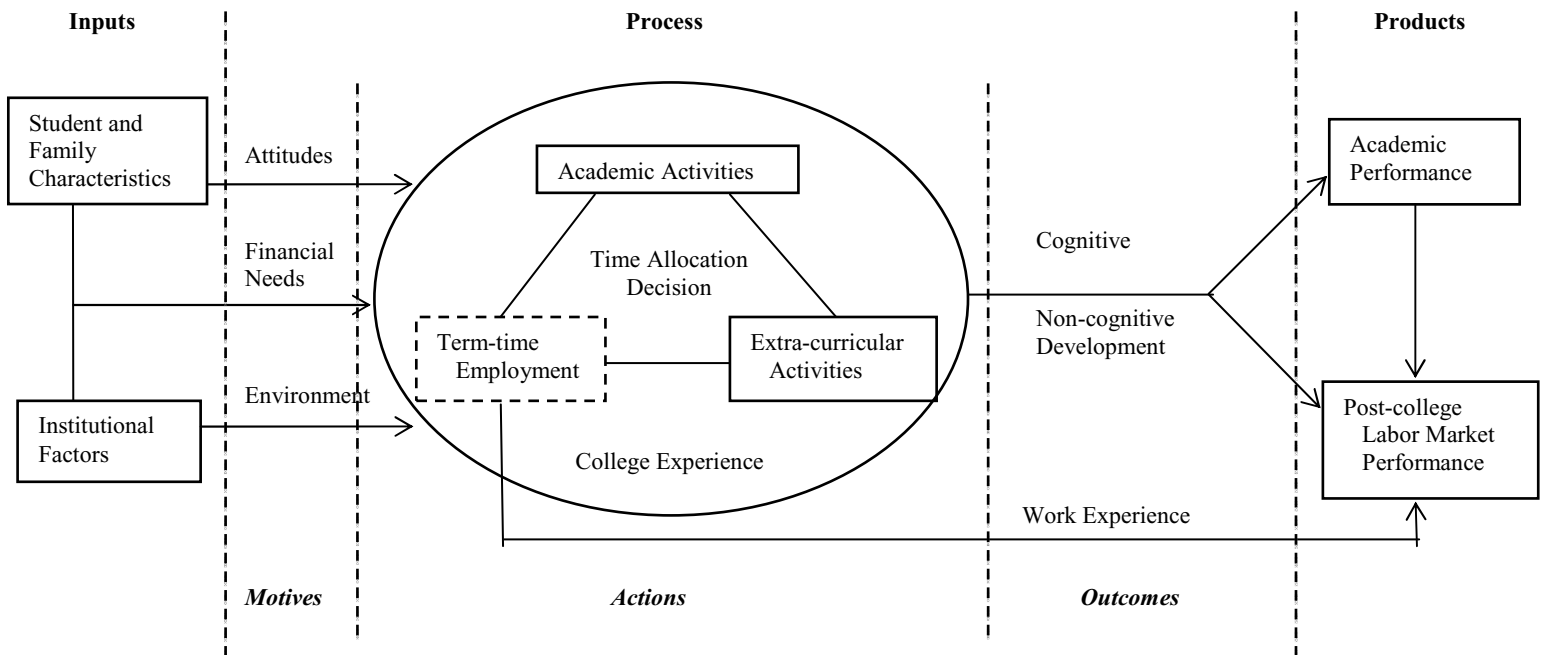 Inputs
Process
Products
Student and
Family
Characteristics
Attitudes
Financial
Needs
Environment
Institutional
Factors
Academic Activities
Time Allocation
Decision
Term-time
Employment
Extra-curricular
Activities
College Experience
Cognitive
Non-cognitive
Development
Work Experience
Academic
Performance
Post-college
Labor Market
Performance
Motives
Actions
Outcomes